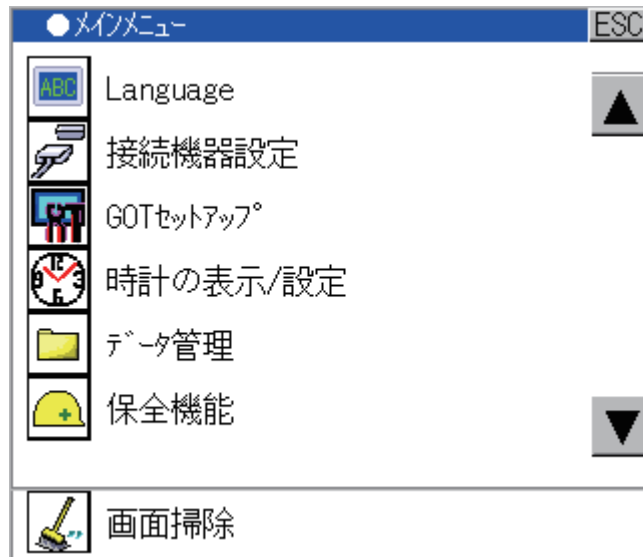 ●ﾒｲﾝﾒﾆｭｰ ESC
ABC Language
接続機器設定
GOTｾｯﾄｱｯﾌﾟ
時計の表示/設定
ﾃﾞｰﾀ管理
保全機能
画面掃除